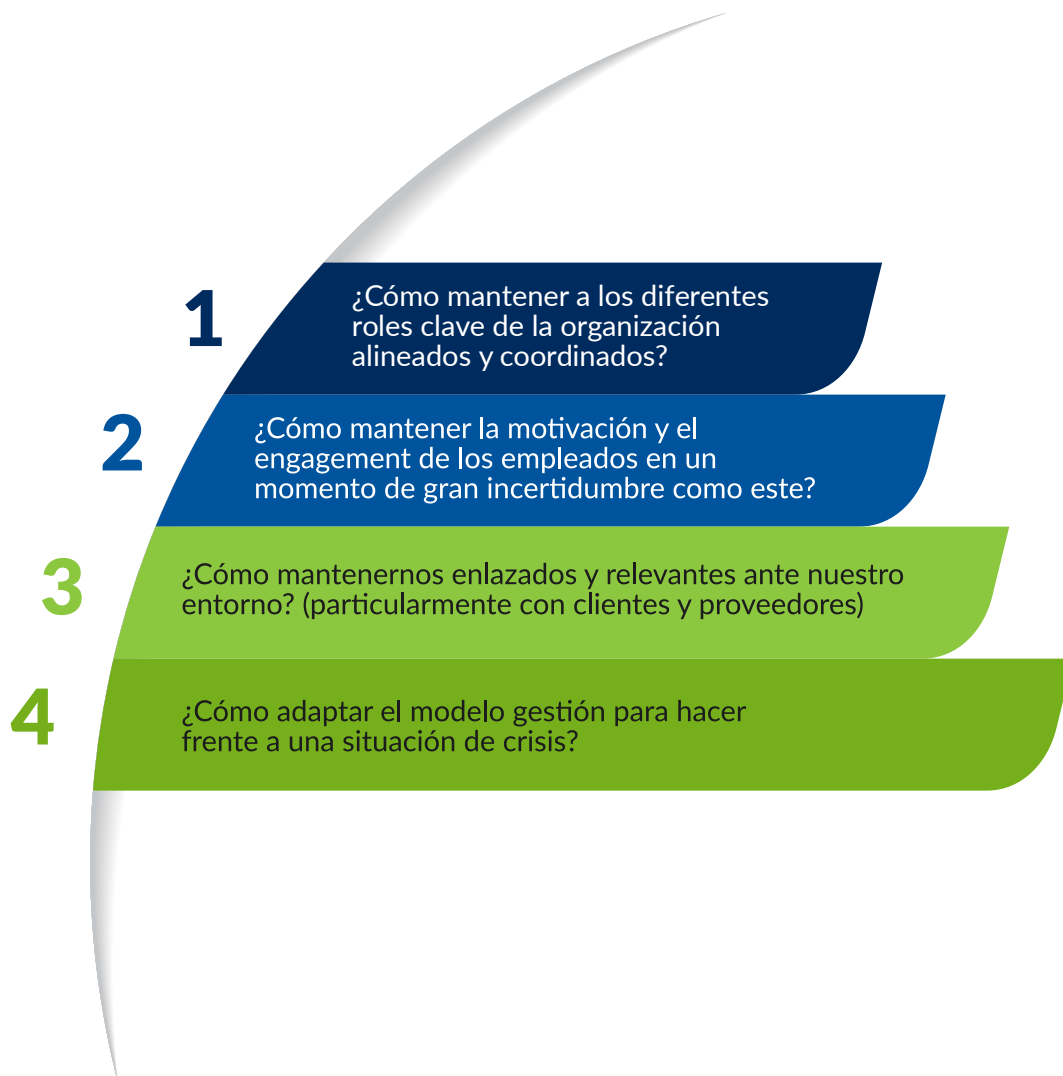 1
¿Cómo mantener a los diferentes
roles clave de la organización
alineados y coordinados?
2
¿Cómo mantener la motivación y el
engagement de los empleados en un
momento de gran incertidumbre como este?
3
¿Cómo mantenernos enlazados y relevantes ante nuestro
entorno? (particularmente con clientes y proveedores)
4
¿Cómo adaptar el modelo gestión para hacer
frente a una situación de crisis?